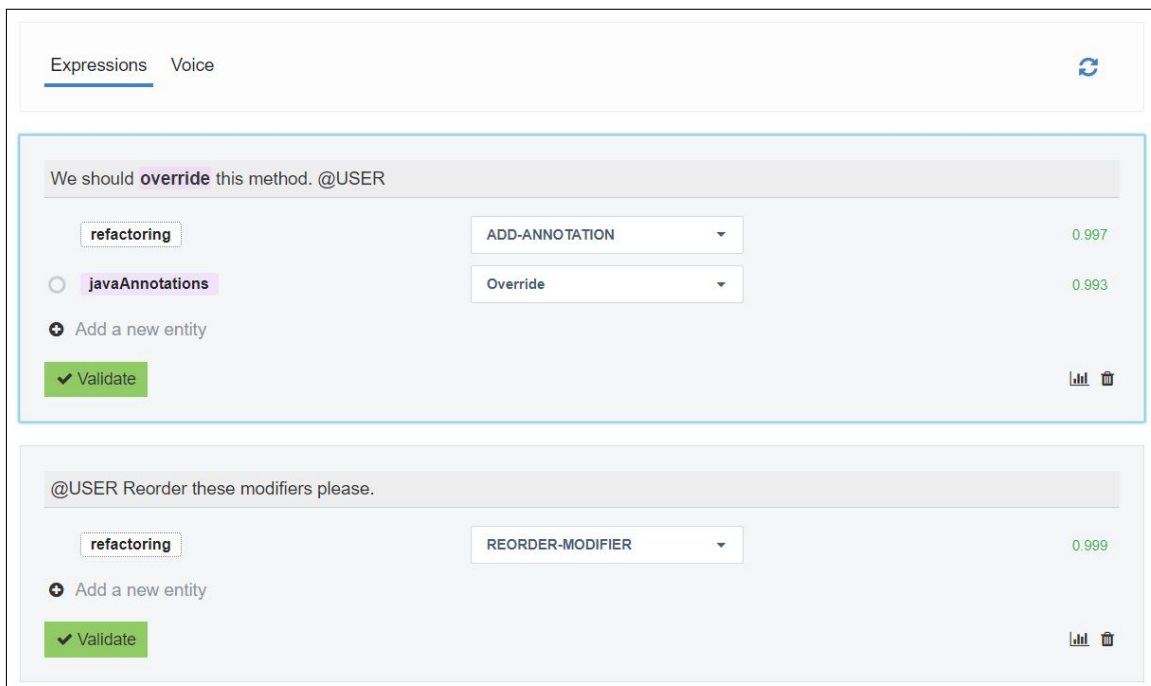 Expressions Voice
We should override this method. @USER
refactoring ADD-ANNOTATION 0.997
javaAnnotations Override 0.993
Add a new entity
Validate
@USER Reorder these modifiers please.
refactoring REORDER-MODIFIER 0.999
Add a new entity
Validate